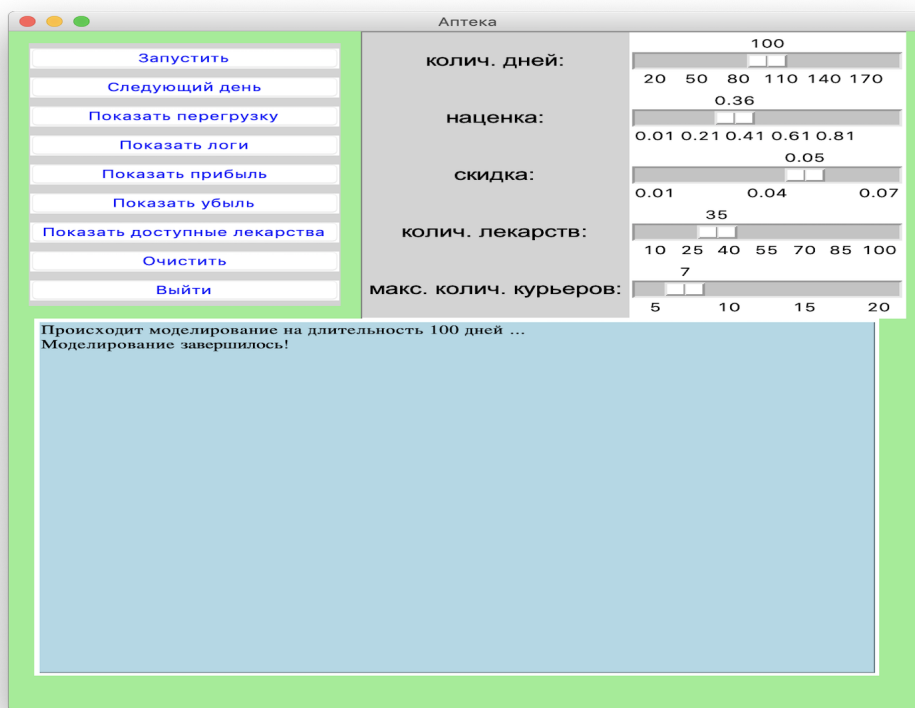 Аптека
Запустить
Следующий день
Показать перегрузку
Показать логи
Показать прибыль
Показать убыль
Показать доступные лекарства
Очистить
Выйти
колич. дней:
100
20 50 80 110 140 170
наценка:
0.36
0.01 0.21 0.41 0.61 0.81
скидка:
0.05
0.01 0.04 0.07
колич. лекарств:
35
10 25 40 55 70 85 100
макс. колич. курьеров:
7
5 10 15 20
Происходит моделирование на длительность 100 дней ...
Моделирование завершилось!